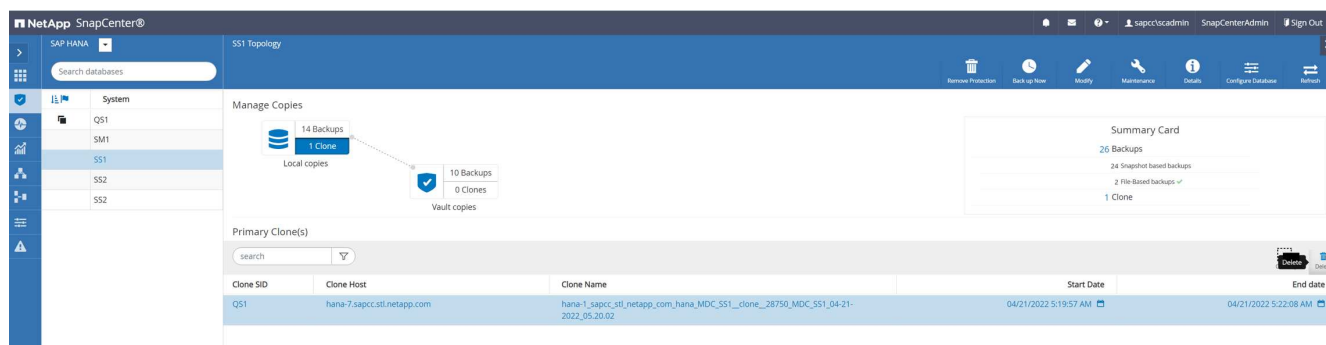 NetApp SnapCenter®
sapcc\scadmin SnapCenterAdmin Sign Out
SAP HANA
SS1 Topology
Search databases
Remove Protection Back up Now Modify Maintenance Details Configure Database Refresh
System
QS1
SM1
SS1
SS2
SS2
Manage Copies
14 Backups
1 Clone
Local copies
10 Backups
0 Clones
Vault copies
Summary Card
26 Backups
24 Snapshot based backups
2 File-Based backups ✓
1 Clone
Primary Clone(s)
search
Delete
Clone SID Clone Host Clone Name Start Date End date
QS1 hana-7.sapcc.stl.netapp.com hana-1_sapcc_stl_netapp_com_hana_MDC_SS1__clone__28750_MDC_SS1_04-21- 04/21/2022 5:19:57 AM 04/21/2022 5:22:08 AM
2022_05.20.02